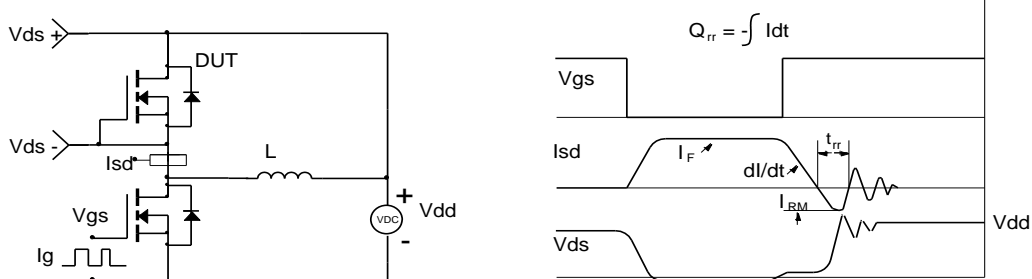 Vds +
DUT
Vds -
Isd
L
Vgs
Ig
+
VDC
-
Vdd
Qrr = -∫ Idt
Vgs
Isd
IF
dI/dt
trr
IRM
Vds
Vdd